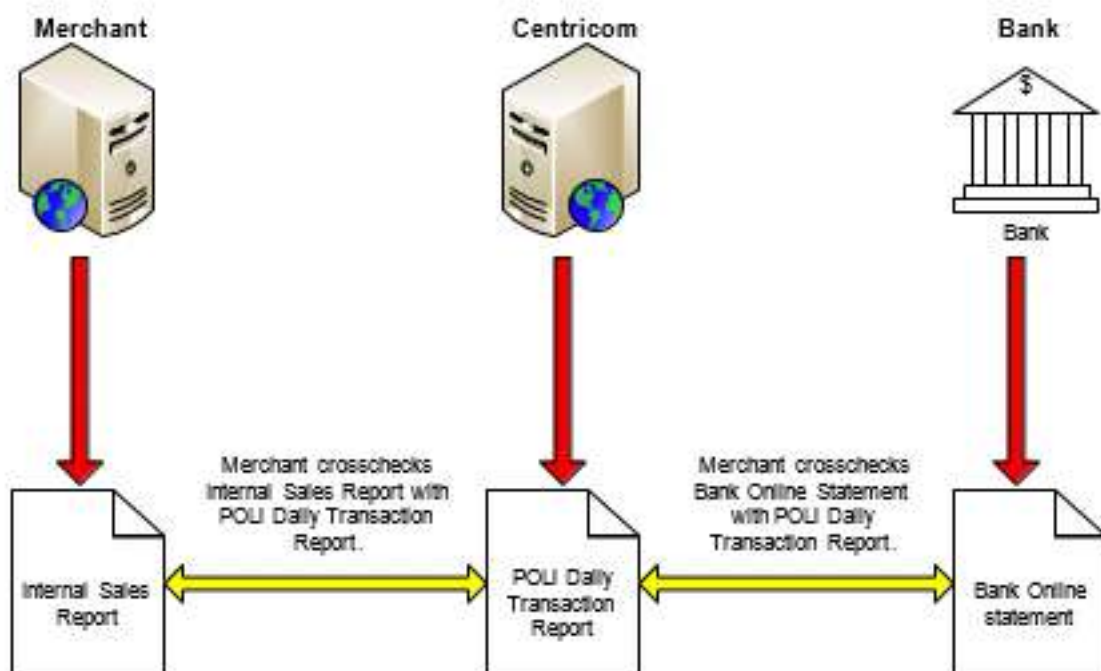 Merchant
Centricom
Bank
$
Bank
Merchant crosschecks
Internal Sales Report with
POLI Daily Transaction
Report.
Merchant crosschecks
Bank Online Statement
with POLI Daily
Transaction Report.
Internal Sales
Report
POLI Daily
Transaction
Report
Bank Online
statement